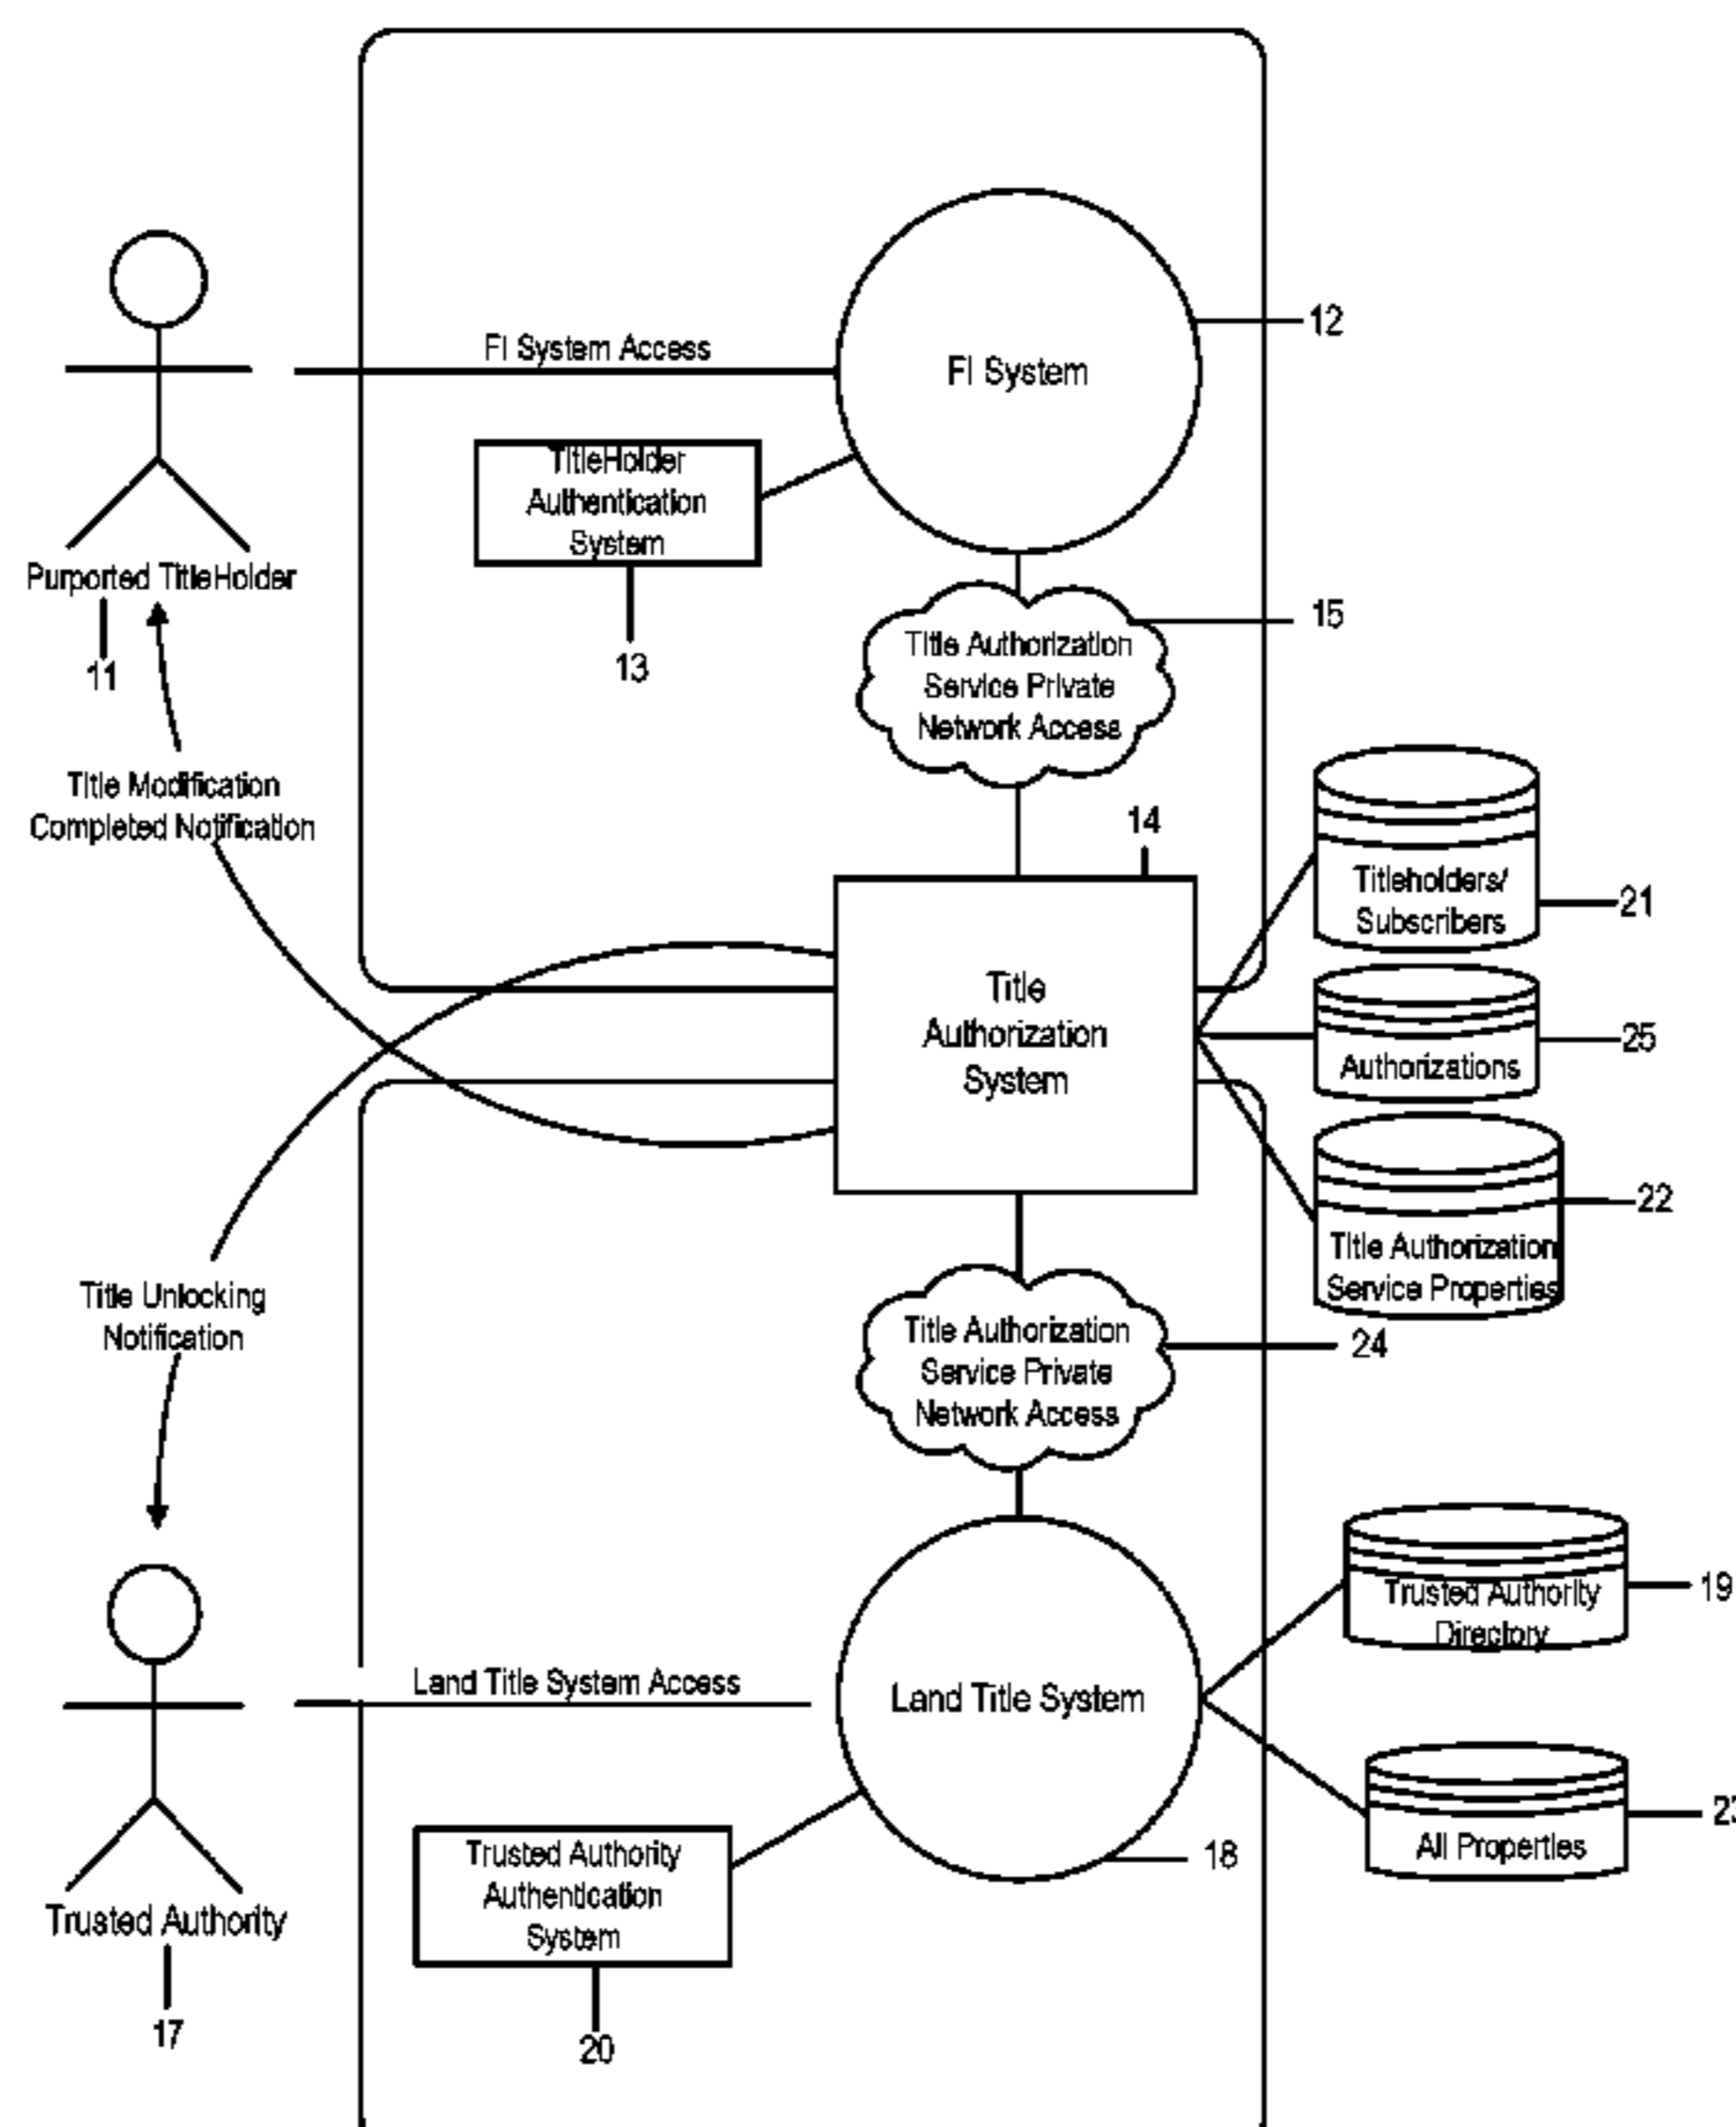 FI System Access
FI System
12
TitleHolder
Authentication
System
13
Purported TitleHolder
11
15
Title Authorization
Service Private
Network Access
Title Modification
Completed Notification
14
Titleholders/
Subscribers
21
Title
Authorization
System
Authorizations
25
Title Authorization
Service Properties
22
Title Unlocking
Notification
Title Authorization
Service Private
Network Access
24
Trusted Authority
Directory
19
Land Title System Access
Land Title System
All Properties
23
18
Trusted Authority
Authentication
System
20
Trusted Authority
17